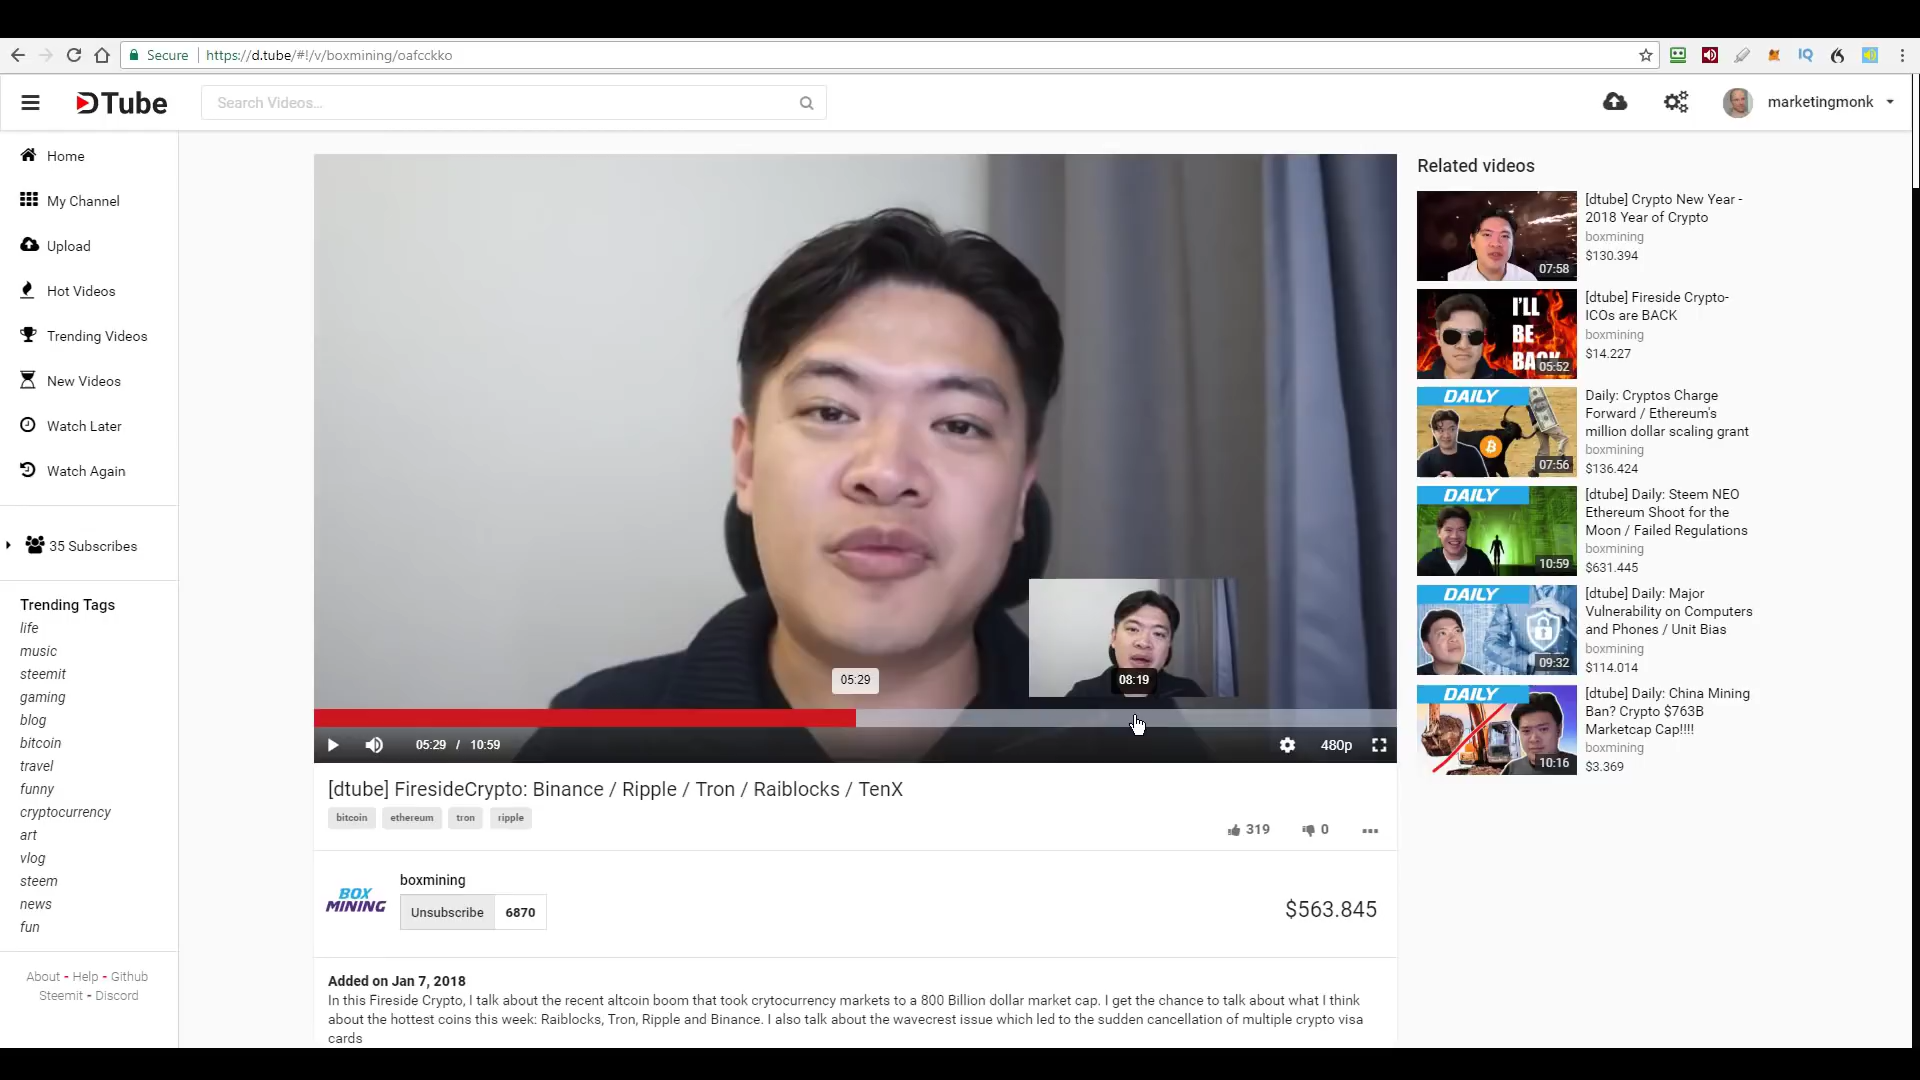 Secure
https://d.tube/#!/v/boxmining/oafcckko
DTube
Search Videos...
marketingmonk
Home
My Channel
Upload
Hot Videos
Trending Videos
New Videos
Watch Later
Watch Again
35 Subscribes
Trending Tags
life
music
steemit
gaming
blog
bitcoin
travel
funny
cryptocurrency
art
vlog
steem
news
fun
About - Help - Github
Steemit - Discord
05:29
08:19
05:29 / 10:59
480p
[dtube] FiresideCrypto: Binance / Ripple / Tron / Raiblocks / TenX
bitcoin ethereum tron ripple
319 0
BOX
MINING
boxmining
Unsubscribe 6870
$563.845
Added on Jan 7, 2018
In this Fireside Crypto, I talk about the recent altcoin boom that took crytocurrency markets to a 800 Billion dollar market cap. I get the chance to talk about what I think
about the hottest coins this week: Raiblocks, Tron, Ripple and Binance. I also talk about the wavecrest issue which led to the sudden cancellation of multiple crypto visa
cards
Related videos
07:58
[dtube] Crypto New Year -
2018 Year of Crypto
boxmining
$130.394
I'LL
BE
BACK
05:52
[dtube] Fireside Crypto-
ICOs are BACK
boxmining
$14.227
DAILY
07:56
Daily: Cryptos Charge
Forward / Ethereum's
million dollar scaling grant
boxmining
$136.424
DAILY
10:59
[dtube] Daily: Steem NEO
Ethereum Shoot for the
Moon / Failed Regulations
boxmining
$631.445
DAILY
09:32
[dtube] Daily: Major
Vulnerability on Computers
and Phones / Unit Bias
boxmining
$114.014
DAILY
10:16
[dtube] Daily: China Mining
Ban? Crypto $763B
Marketcap Cap!!!!
boxmining
$3.369